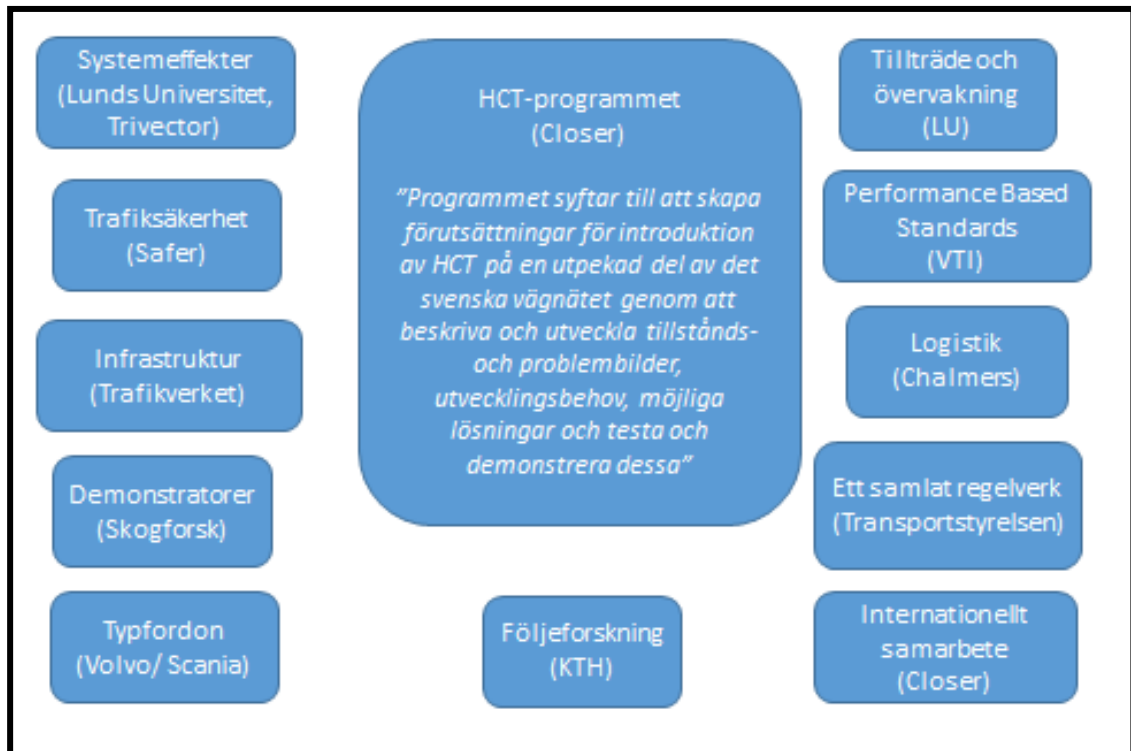 Systemeffekter
(Lunds Universitet,
Trivector)
Trafiksäkerhet
(Safer)
Infrastruktur
(Trafikverket)
Demonstratorer
(Skogforsk)
Typfordon
(Volvo/ Scania)
HCT-programmet
(Closer)
”Programmet syftar till att skapa
förutsättningar för introduktion
av HCT på en utpekad del av det
svenska vägnätet genom att
beskriva och utveckla tillstånds-
och problembilder,
utvecklingsbehov, möjliga
lösningar och testa och
demonstrera dessa”
Följeforskning
(KTH)
Tillträde och
övervakning
(LU)
Performance Based
Standards
(VTI)
Logistik
(Chalmers)
Ett samlat regelverk
(Transportstyrelsen)
Internationellt
samarbete
(Closer)